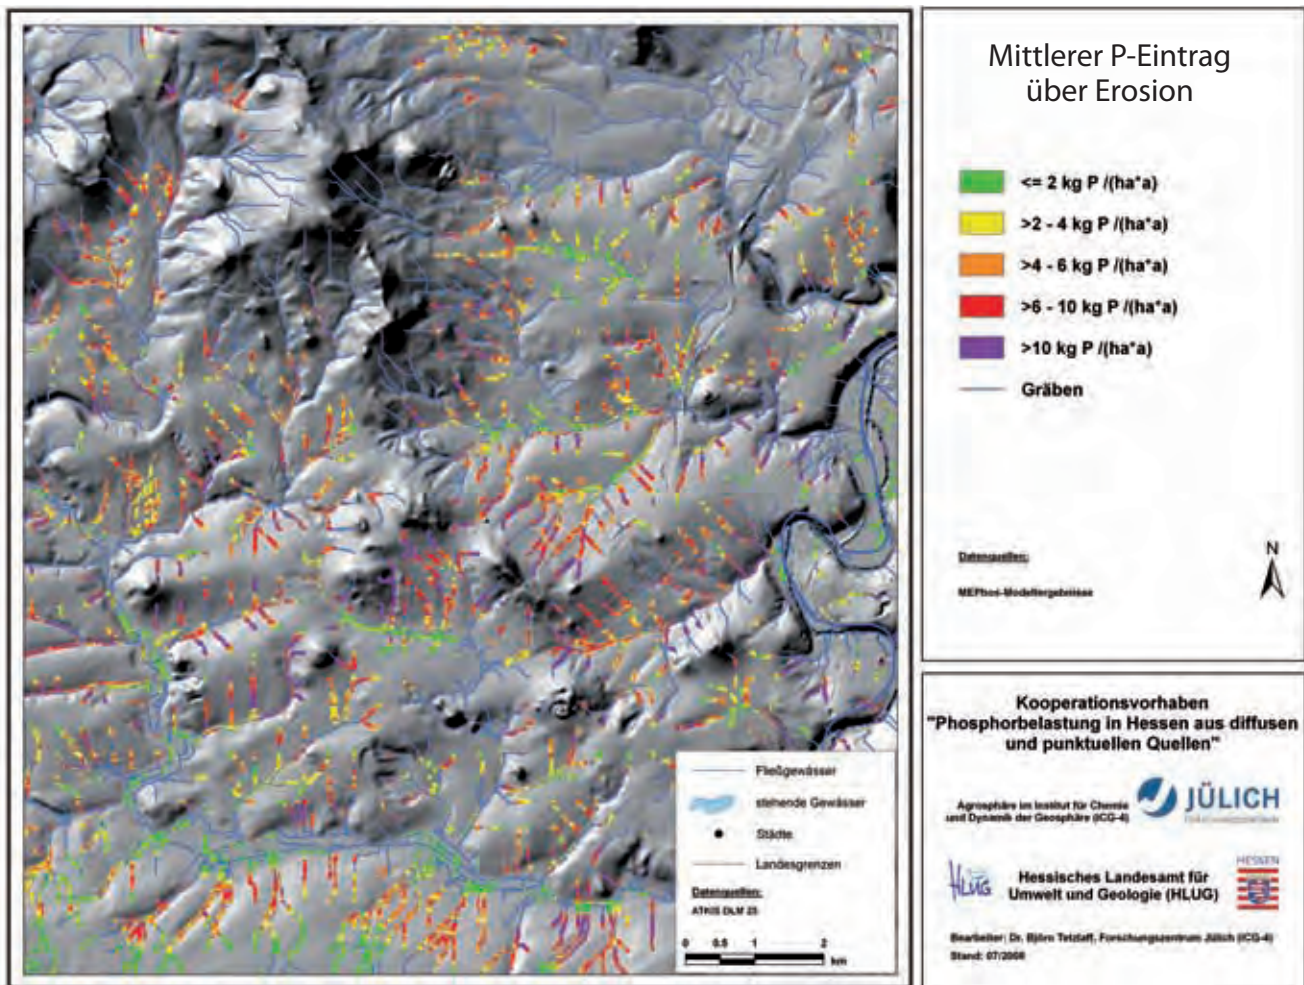 Mittlerer P-Eintrag
über Erosion
<= 2 kg P /(ha*a)
>2 - 4 kg P /(ha*a)
>4 - 6 kg P /(ha*a)
>6 - 10 kg P /(ha*a)
>10 kg P /(ha*a)
Gräben
Datenquellen:
MEPhos-Modellergebnisse
N
Fließgewässer
stehende Gewässer
Städte
Landesgrenzen
Datenquellen:
ATKIS DLM 25
0 0.5 1 2
km
Kooperationsvorhaben
"Phosphorbelastung in Hessen aus diffusen
und punktuellen Quellen"
Agrosphäre im Institut für Chemie
und Dynamik der Geosphäre (ICG-4)
JÜLICH
FORSCHUNGSZENTRUM
HLUG
Hessisches Landesamt für
Umwelt und Geologie (HLUG)
HESSEN
Bearbeiter: Dr. Björn Tetzlaff, Forschungszentrum Jülich (ICG-4)
Stand: 07/2008